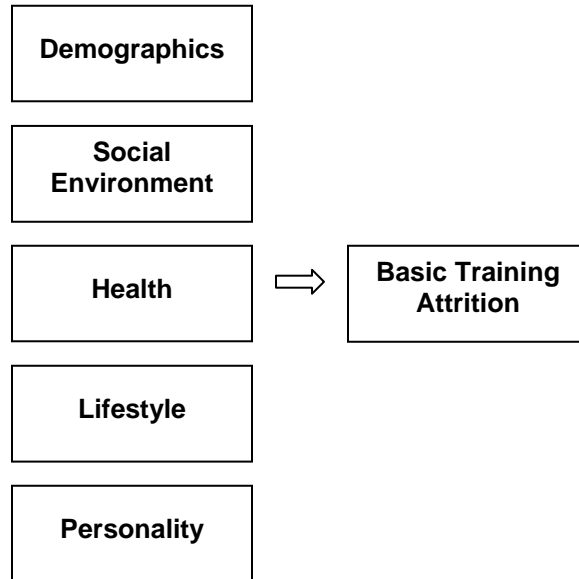 Demographics
Social
Environment
Health
Basic Training
Attrition
Lifestyle
Personality